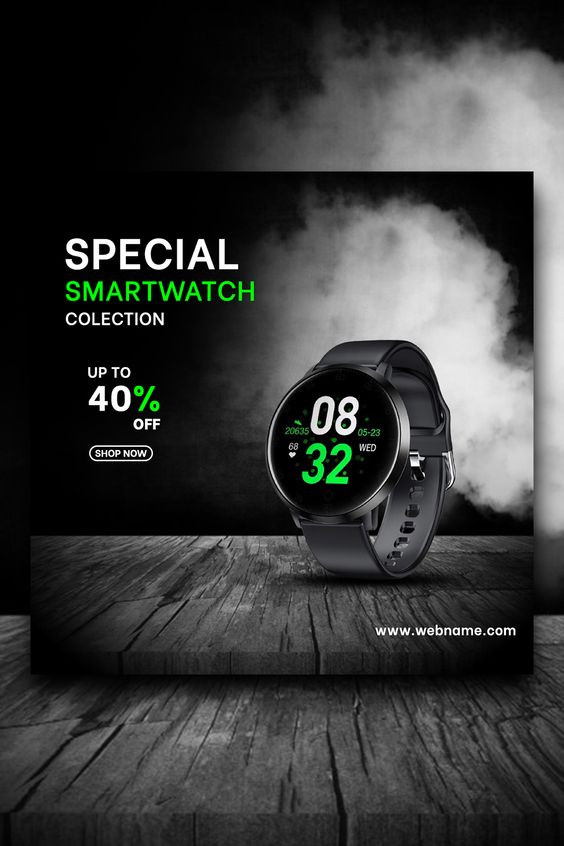 SPECIAL
SMARTWATCH
COLECTION
UP TO
40%
OFF
SHOP NOW
08
20635 05-23
68 WED
32
www.webname.com